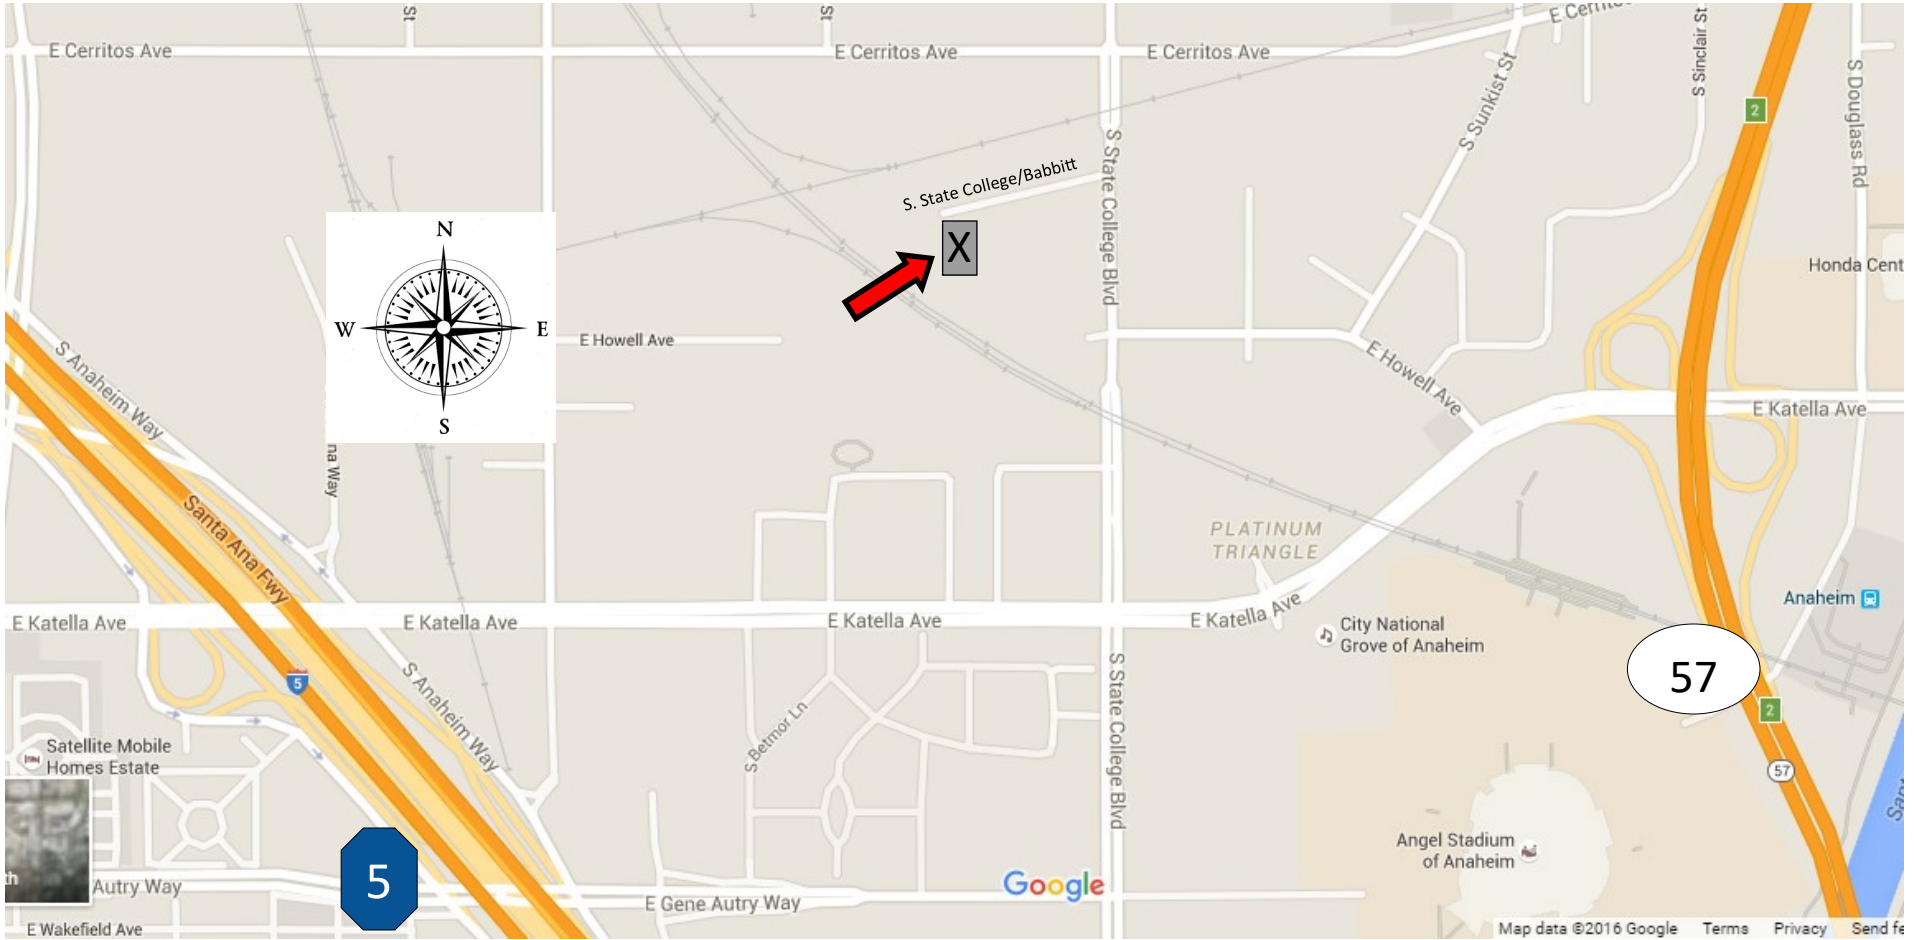 St
St
E Cerritos Ave
E Cerritos Ave
E Cerritos Ave
S Sinclair St
S Sunkist St
S Douglass Rd
2
S. State College/Babbitt
S State College Blvd
X
N
W
E
S
Honda Cent
E Howell Ave
E Howell Ave
S Anaheim Way
E Katella Ave
na Way
Santa Ana Fwy
PLATINUM
TRIANGLE
Anaheim
E Katella Ave
E Katella Ave
E Katella Ave
E Katella Ave
City National
Grove of Anaheim
57
5
S Anaheim Way
S State College Blvd
S Betmor Ln
2
57
Satellite Mobile
Homes Estate
Angel Stadium
of Anaheim
th
Autry Way
5
E Gene Autry Way
Google
E Wakefield Ave
Map data ©2016 Google
Terms
Privacy
Send fe